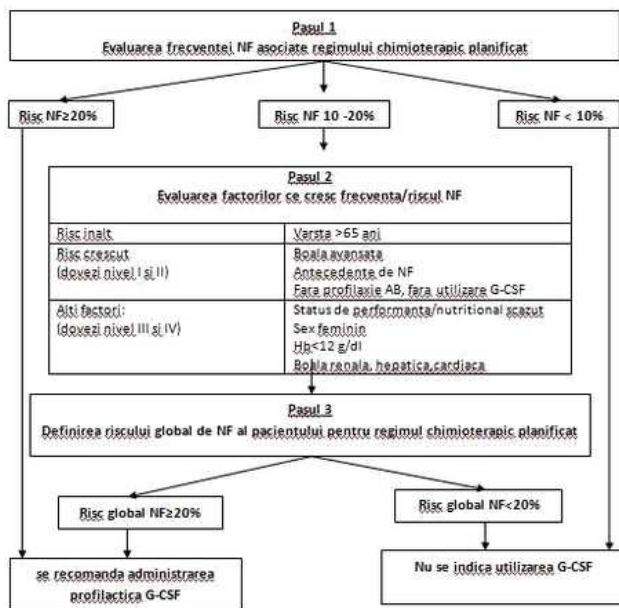 Pasul 1
Evaluarea frecventei NF asociate regimului chimioterapic planificat
Risc NF≥20%
Risc NF 10 -20%
Risc NF < 10%
Pasul 2
Evaluarea factorilor ce cresc frecventa/riscul NF
Risc inalt
Varsta >65 ani
Risc crescut
(dovezi nivel I si II)
Boala avansata
Antecedente de NF
Fara profilaxie AB, fara utilizare G-CSF
Alti factori:
(dovezi nivel III si IV)
Status de performanta/nutritional scazut
Sex feminin
Hb<12 g/dl
Boala renala, hepatica,cardiaca
Pasul 3
Definirea riscului global de NF al pacientului pentru regimul chimioterapic planificat
Risc global NF≥20%
Risc global NF<20%
se recomanda administrarea
profilactica G-CSF
Nu se indica utilizarea G-CSF